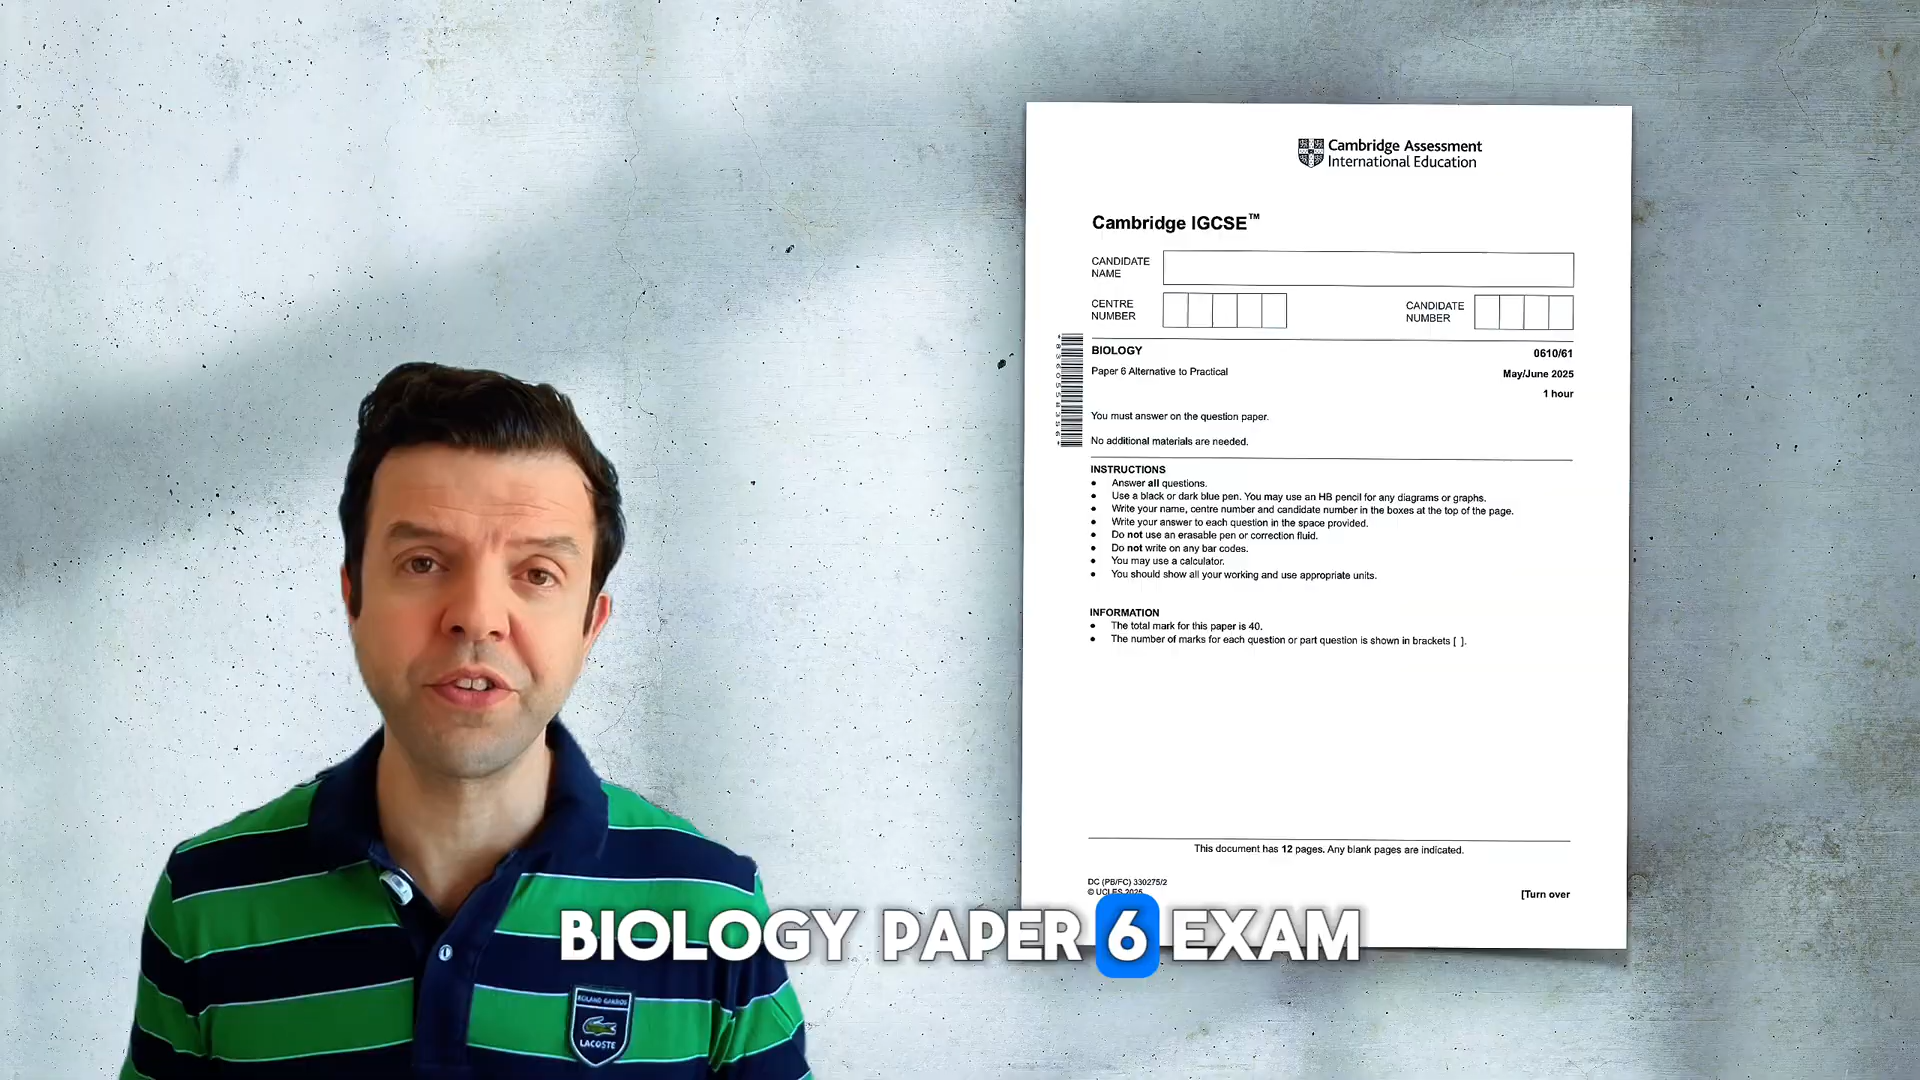 Cambridge Assessment
International Education
Cambridge IGCSE™
CANDIDATE
NAME
CENTRE
NUMBER
CANDIDATE
NUMBER
BIOLOGY
0610/61
Paper 6 Alternative to Practical
May/June 2025
1 hour
You must answer on the question paper.
No additional materials are needed.
INSTRUCTIONS
● Answer all questions.
● Use a black or dark blue pen. You may use an HB pencil for any diagrams or graphs.
● Write your name, centre number and candidate number in the boxes at the top of the page.
● Write your answer to each question in the space provided.
● Do not use an erasable pen or correction fluid.
● Do not write on any bar codes.
● You may use a calculator.
● You should show all your working and use appropriate units.
INFORMATION
● The total mark for this paper is 40.
● The number of marks for each question or part question is shown in brackets [ ].
This document has 12 pages. Any blank pages are indicated.
DC (PB/FC) 330275/2
© UCLES 2025
[Turn over
BIOLOGY PAPER 6 EXAM
ROLAND GARROS
LACOSTE